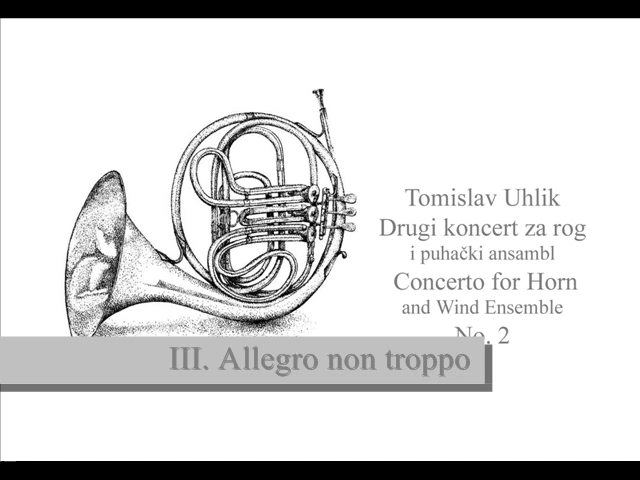 Tomislav Uhlik
Drugi koncert za rog
i puhački ansambl
Concerto for Horn
and Wind Ensemble
No. 2
III. Allegro non troppo